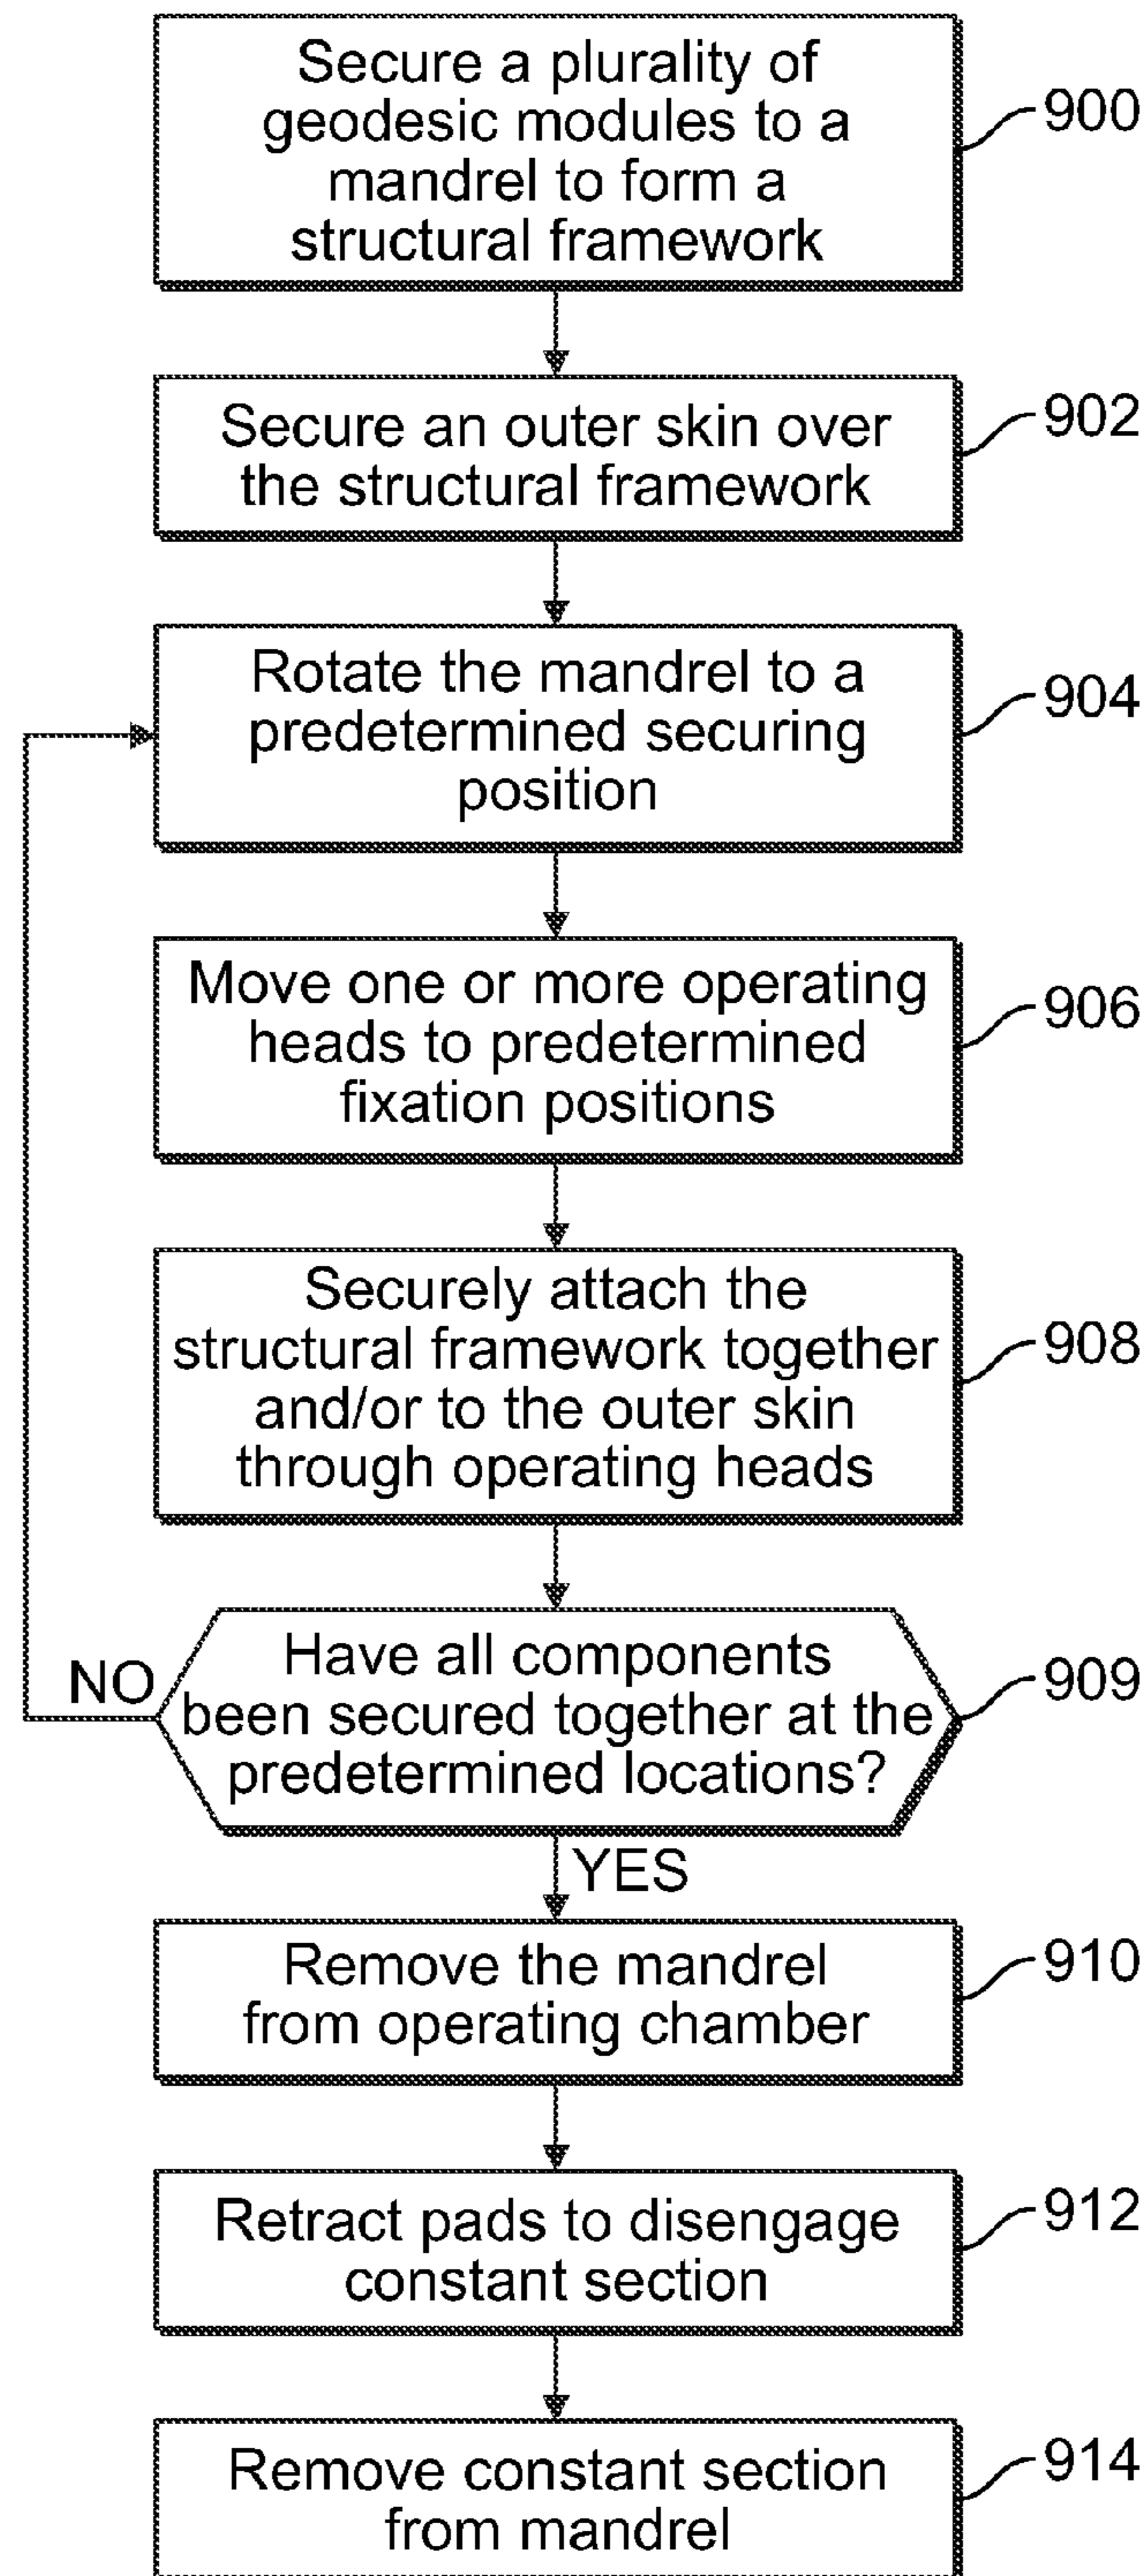 Secure a plurality of
geodesic modules to a
mandrel to form a
structural framework
900
Secure an outer skin over
the structural framework
902
Rotate the mandrel to a
predetermined securing
position
904
Move one or more operating
heads to predetermined
fixation positions
906
Securely attach the
structural framework together
and/or to the outer skin
through operating heads
908
Have all components
been secured together at the
predetermined locations?
909
NO
YES
Remove the mandrel
from operating chamber
910
Retract pads to disengage
constant section
912
Remove constant section
from mandrel
914